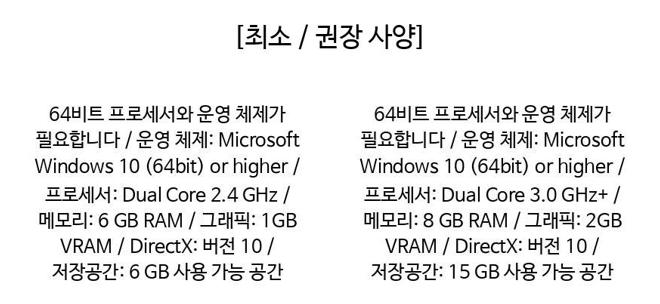 [최소 / 권장 사양]
64비트 프로세서와 운영 체제가
필요합니다 / 운영 체제: Microsoft
Windows 10 (64bit) or higher /
프로세서: Dual Core 2.4 GHz /
메모리: 6 GB RAM / 그래픽: 1GB
VRAM / DirectX: 버전 10 /
저장공간: 6 GB 사용 가능 공간
64비트 프로세서와 운영 체제가
필요합니다 / 운영 체제: Microsoft
Windows 10 (64bit) or higher /
프로세서: Dual Core 3.0 GHz+ /
메모리: 8 GB RAM / 그래픽: 2GB
VRAM / DirectX: 버전 10 /
저장공간: 15 GB 사용 가능 공간